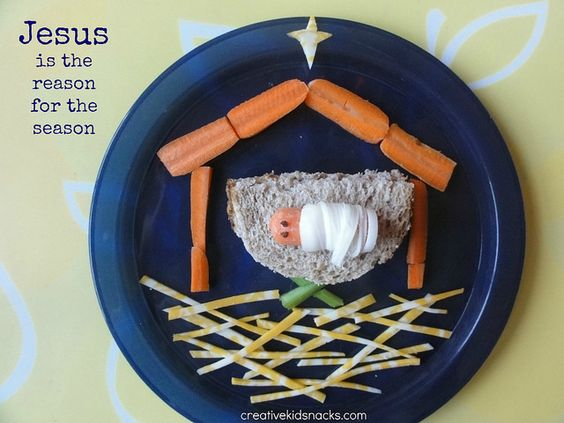 Jesus
is the
reason
for the
season
creativekidsnacks.com